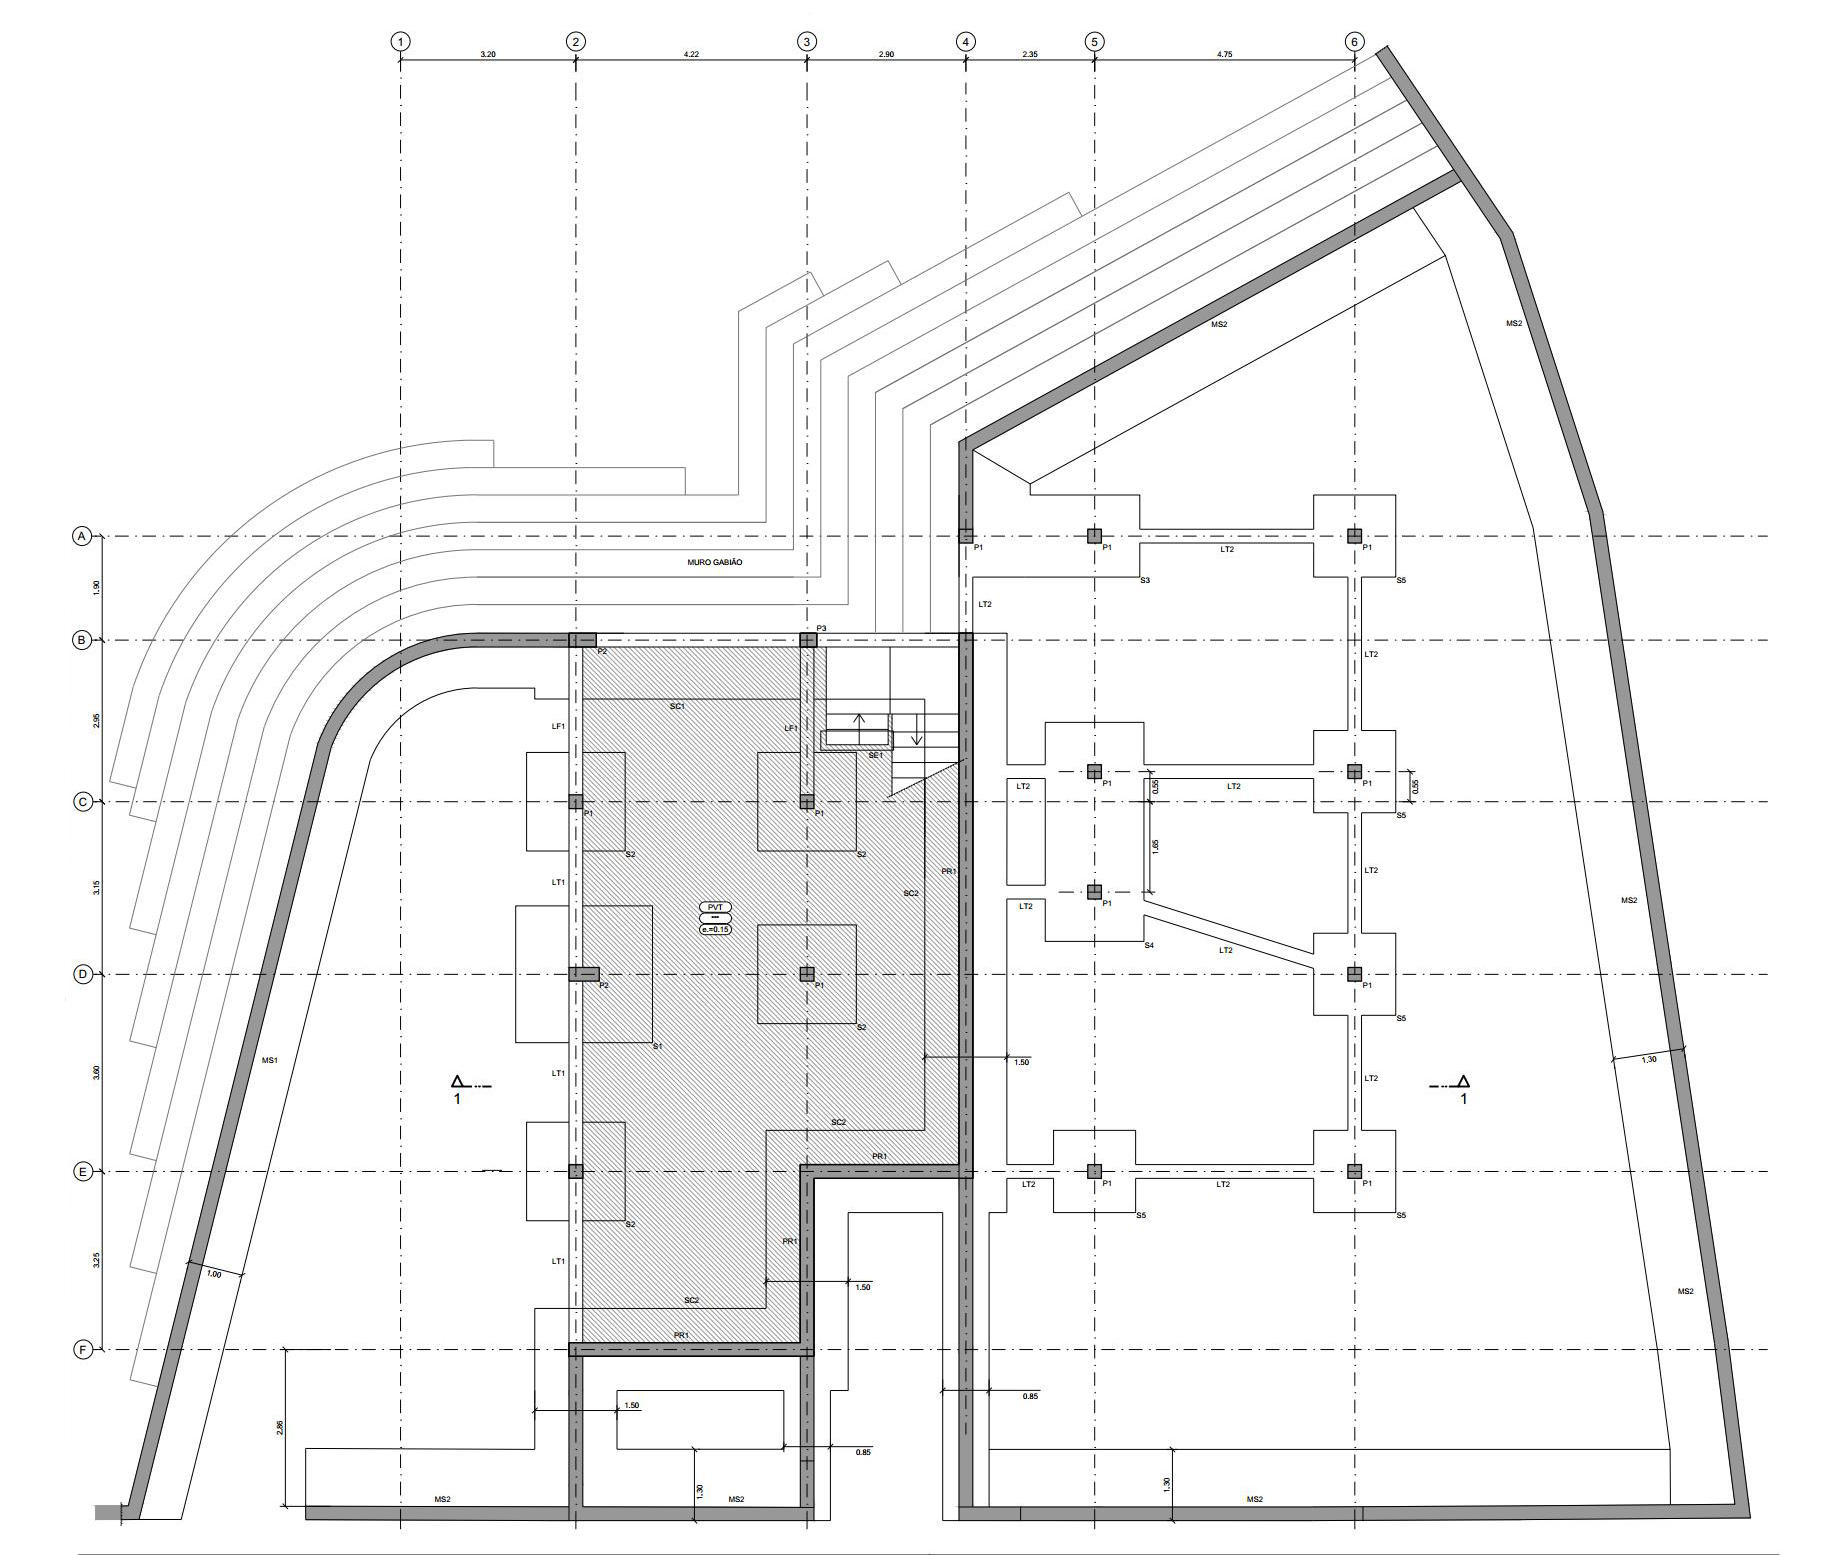 1 2 3 4 5 6
3.20 4.22 2.90 2.35 4.75
MS2 MS2
A P1 P1 P1
LT2
MURO GABIÃO
S3 S5
1.90
LT2
P3
B
P2 LT2
SC1
2.95 LF1 LF1
SE1
P1 P1
LT2 LT2 0.55 0.55
C
P1 P1 S5
1.65
S2 S2
LT1 PR1 LT2
3.15 SC2
MS2
PVT
P1 LT2
e.=0.15
S4
LT2
D
P2 P1 P1
S5
S2
S1
MS1 1.50 1,30
3.60 LT1 LT2
1 1
SC2
PR1
E
LT2 P1 LT2 P1
S5 S5
S2
PR1
3.25 LT1
1.00
1.50
MS2
SC2
PR1
F
0.85
1.50
2.86
0.85
1.30 1.30
MS2 MS2 MS2